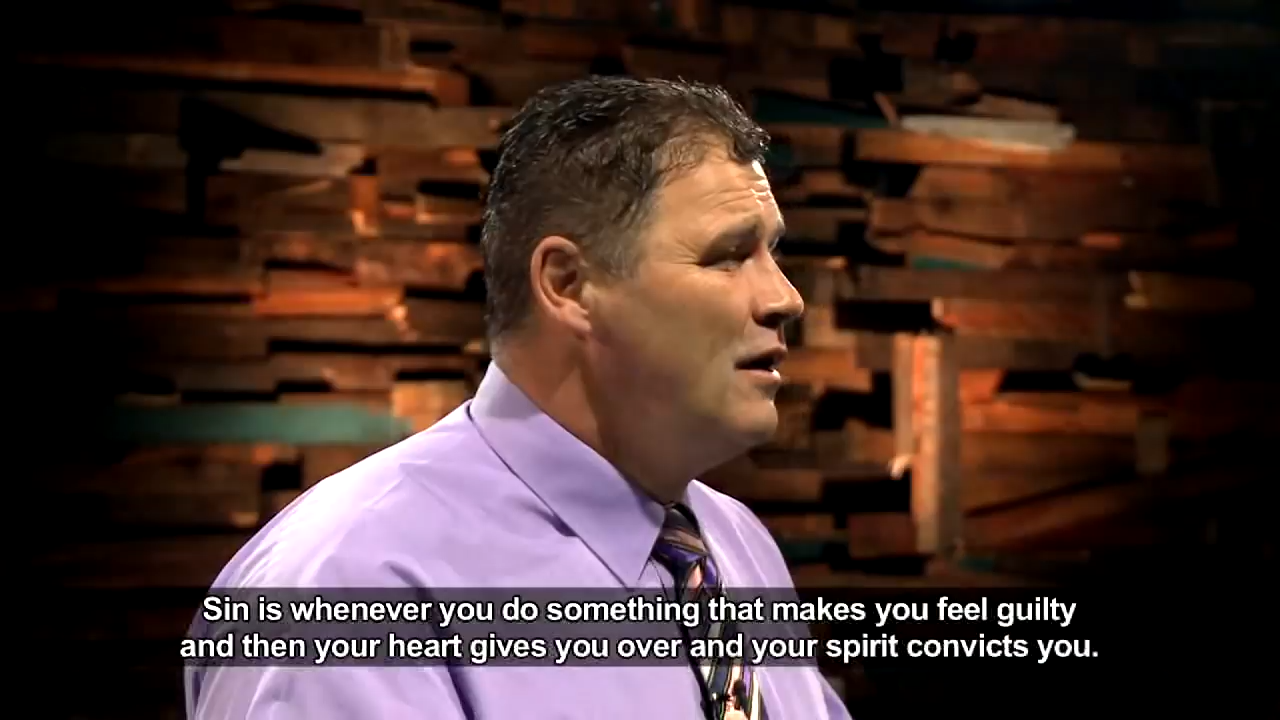 Sin is whenever you do something that makes you feel guilty
and then your heart gives you over and your spirit convicts you.